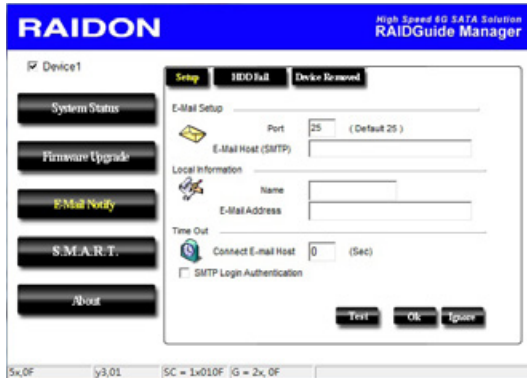 RAIDON
High Speed 6G SATA Solution
RAIDGuide Manager
Device1
System Status
Firmware Upgrade
E-Mail Notify
S.M.A.R.T.
About
Setup
HDD Fail
Device Removed
E-Mail Setup
Port 25 ( Default 25 )
E-Mail Host (SMTP)
Local Information
Name
E-Mail Address
Time Out
Connect E-mail Host 0 (Sec)
SMTP Login Authentication
Test
Ok
Ignore
5x,0F y3,01 SC = 1x010F G = 2x, 0F